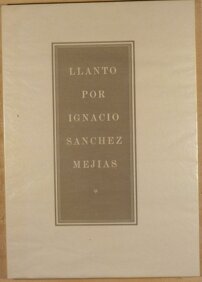 LLANTO
POR
IGNACIO
SANCHEZ
MEJIAS